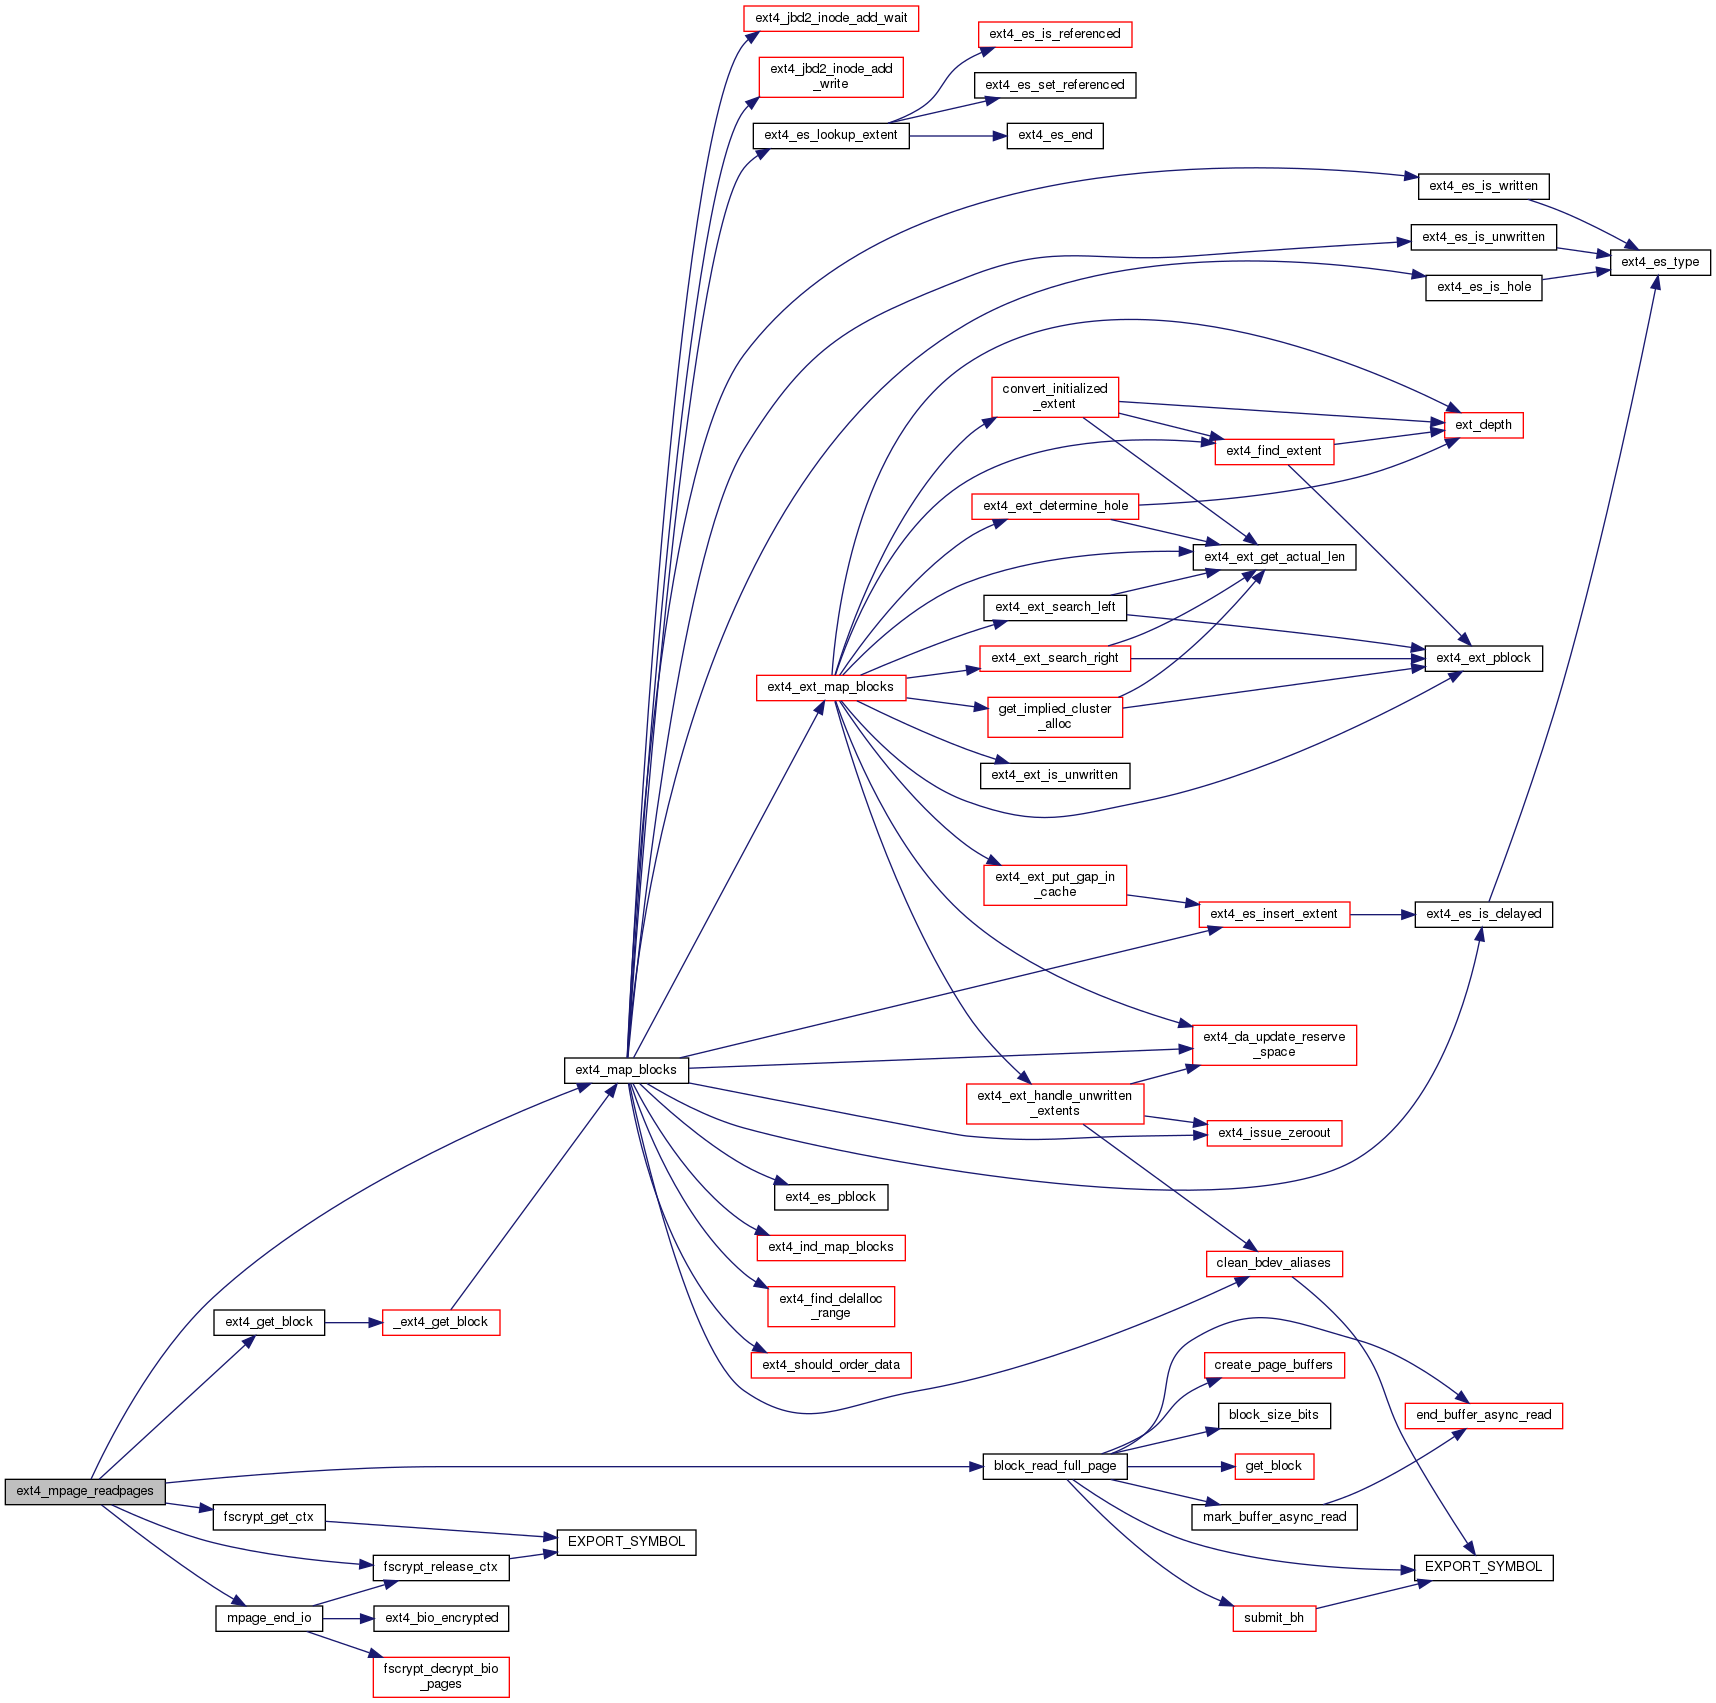 ext4_jbd2_inode_add_wait
ext4_es_is_referenced
ext4_jbd2_inode_add
_write
ext4_es_set_referenced
ext4_es_lookup_extent
ext4_es_end
ext4_es_is_written
ext4_es_is_unwritten
ext4_es_type
ext4_es_is_hole
convert_initialized
_extent
ext_depth
ext4_find_extent
ext4_ext_determine_hole
ext4_ext_get_actual_len
ext4_ext_search_left
ext4_ext_search_right
ext4_ext_pblock
ext4_ext_map_blocks
get_implied_cluster
_alloc
ext4_ext_is_unwritten
ext4_ext_put_gap_in
_cache
ext4_es_insert_extent
ext4_es_is_delayed
ext4_da_update_reserve
_space
ext4_map_blocks
ext4_ext_handle_unwritten
_extents
ext4_issue_zeroout
ext4_es_pblock
ext4_ind_map_blocks
clean_bdev_aliases
ext4_find_delalloc
_range
ext4_get_block
_ext4_get_block
ext4_should_order_data
create_page_buffers
block_size_bits
end_buffer_async_read
block_read_full_page
get_block
ext4_mpage_readpages
fscrypt_get_ctx
mark_buffer_async_read
EXPORT_SYMBOL
fscrypt_release_ctx
EXPORT_SYMBOL
mpage_end_io
ext4_bio_encrypted
submit_bh
fscrypt_decrypt_bio
_pages